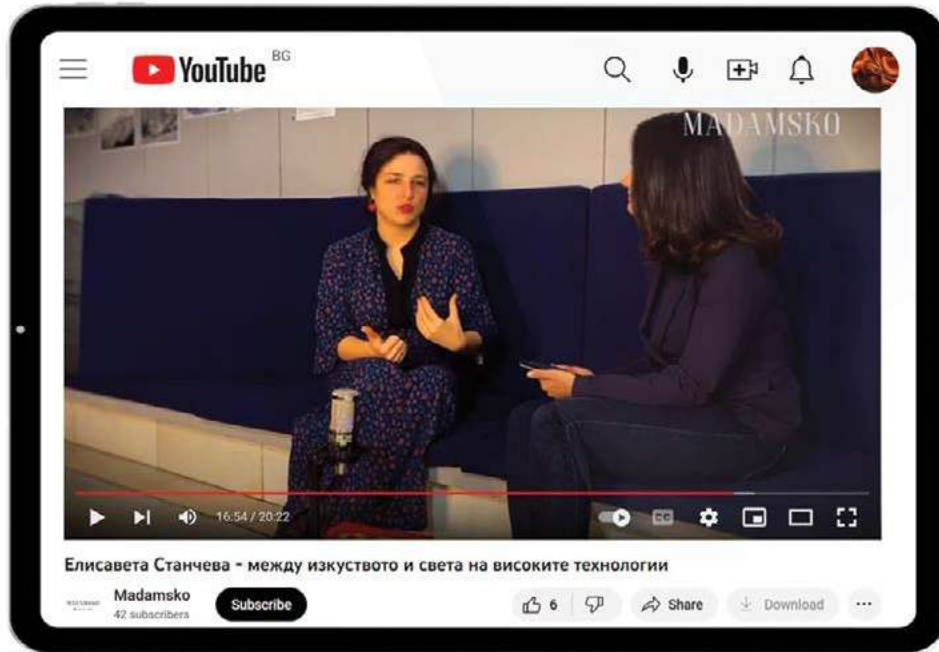 YouTube BG
MADAMSKO
16:54 / 20:22
CC
Елисавета Станчева - между изкуството и света на високите технологии
Madamsko
42 subscribers
Subscribe
6
Share
Download